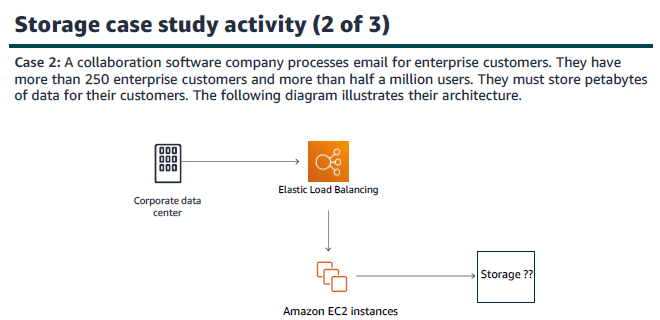 Storage case study activity (2 of 3)
Case 2: A collaboration software company processes email for enterprise customers. They have
more than 250 enterprise customers and more than half a million users. They must store petabytes
of data for their customers. The following diagram illustrates their architecture.
Corporate data
center
Elastic Load Balancing
Amazon EC2 instances
Storage ??